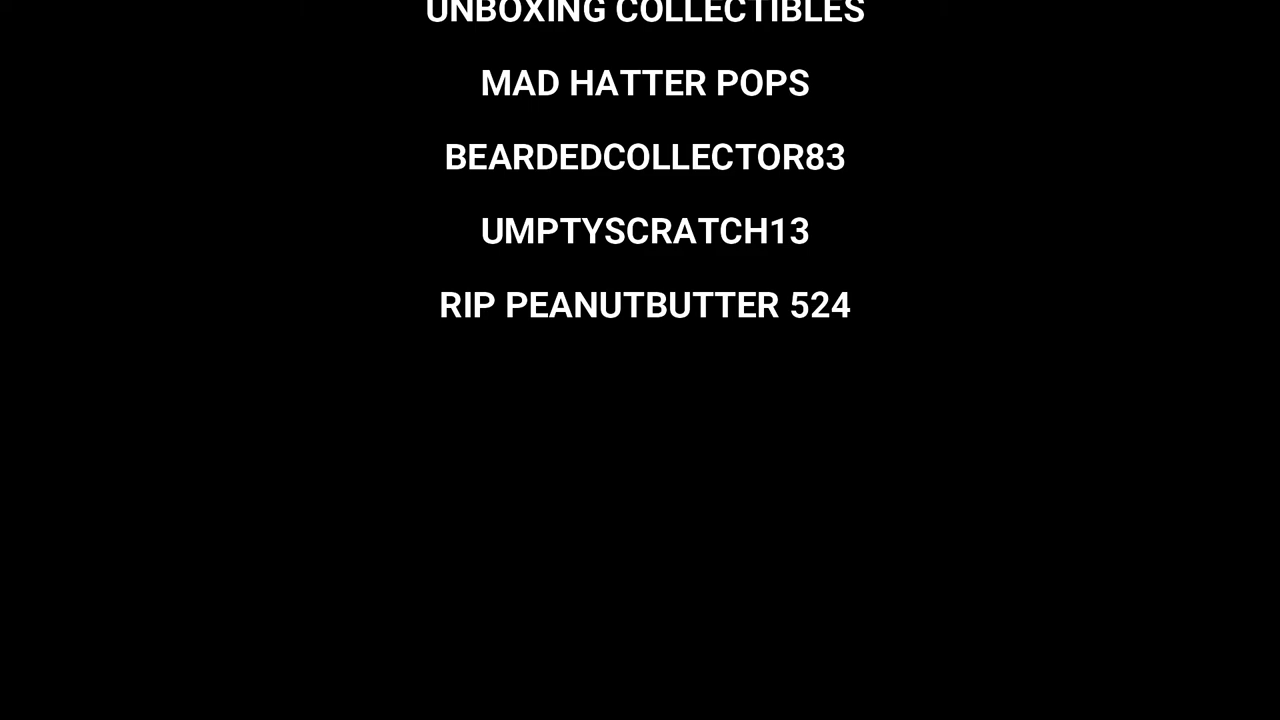 UNBOXING COLLECTIBLES
MAD HATTER POPS
BEARDEDCOLLECTOR83
UMPTYSCRATCH13
RIP PEANUTBUTTER 524